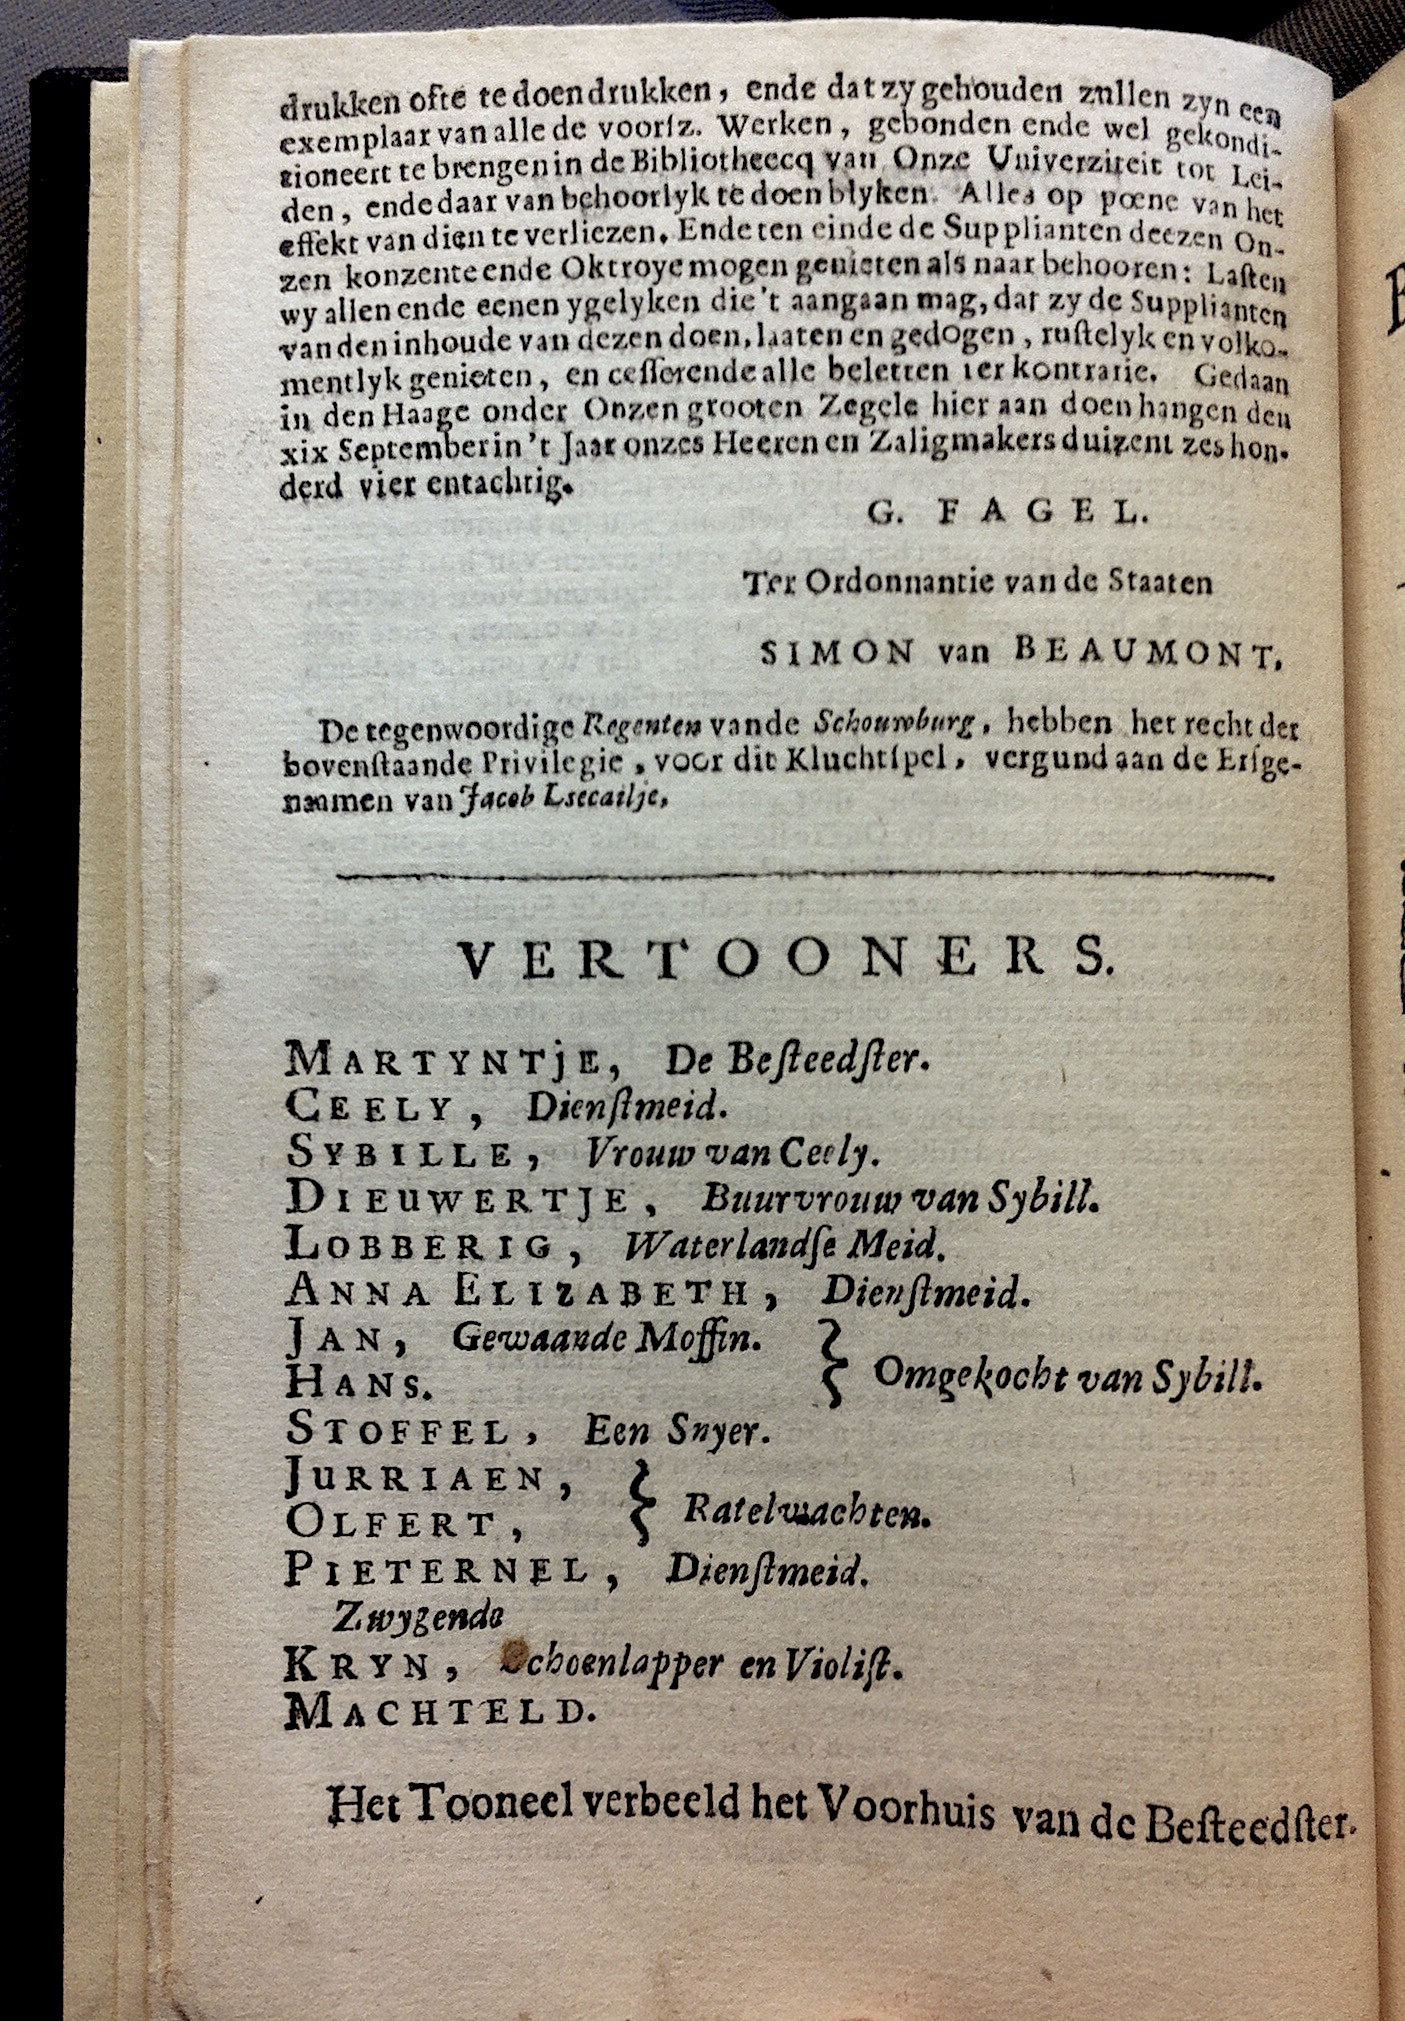 drukken ofte te doen drukken, ende dat zy gehouden zullen zyn een
exemplaar van alle de voorſz. Werken, gebonden ende wel gekondi-
tioneert te brengen in de Bibliotheecq van Onze Univerziteit tot Lei-
den, ende daar van behoorlyk te doen blyken. Alles op pœne van het
effekt van dien te verliezen. Ende ten einde de Supplianten deezen On-
zen konzente ende Oktroye mogen genieten als naar behooren: Laſten
wy allen ende eenen ygelyken die 't aangaan mag, dat zy de Supplianten
van den inhoude van dezen doen, laaten en gedogen, ruſtelyk en volko-
mentlyk genieten, en ceſſerende alle beletten ter kontrarie. Gedaan
in den Haage onder Onzen grooten Zegele hier aan doen hangen den
xix September in 't Jaar onzes Heeren en Zaligmakers duizent zes hon-
derd vier entachtig.
G. FAGEL.
Ter Ordonnantie van de Staaten
SIMON van BEAUMONT.
De tegenwoordige Regenten vande Schouwburg, hebben het recht der
bovenſtaande Privilegie, voor dit Kluchtſpel, vergund aan de Erfge-
naamen van Jacob Lsecailje,
VERTOONERS.
MARTYNTjE, De Beſteedſter.
CEELY, Dienſtmeid.
SYBILLE, Vrouw van Ceely.
DIEUWERTJE, Buurvrouw van Sybill.
LOBBERIG, Waterlandſe Meid.
ANNA ELIZABETH, Dienſtmeid.
JAN, Gewaande Moffin.
HANS. } Omgekocht van Sybill.
STOFFEL, Een Snyer.
JURRIAEN,
OLFERT, } Ratelwachten.
PIETERNEL, Dienſtmeid.
Zwygende
KRYN, Schoenlapper en Violiſt.
MACHTELD.
Het Tooneel verbeeld het Voorhuis van de Beſteedſter.